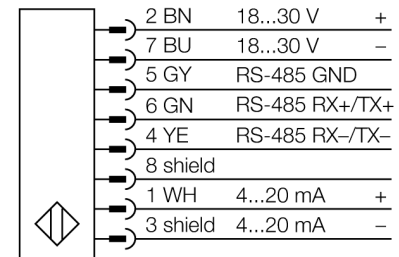 2 BN 18...30 V +
7 BU 18...30 V –
5 GY RS-485 GND
6 GN RS-485 RX+/TX+
4 YE RS-485 RX–/TX–
8 shield
1 WH 4...20 mA +
3 shield 4...20 mA –